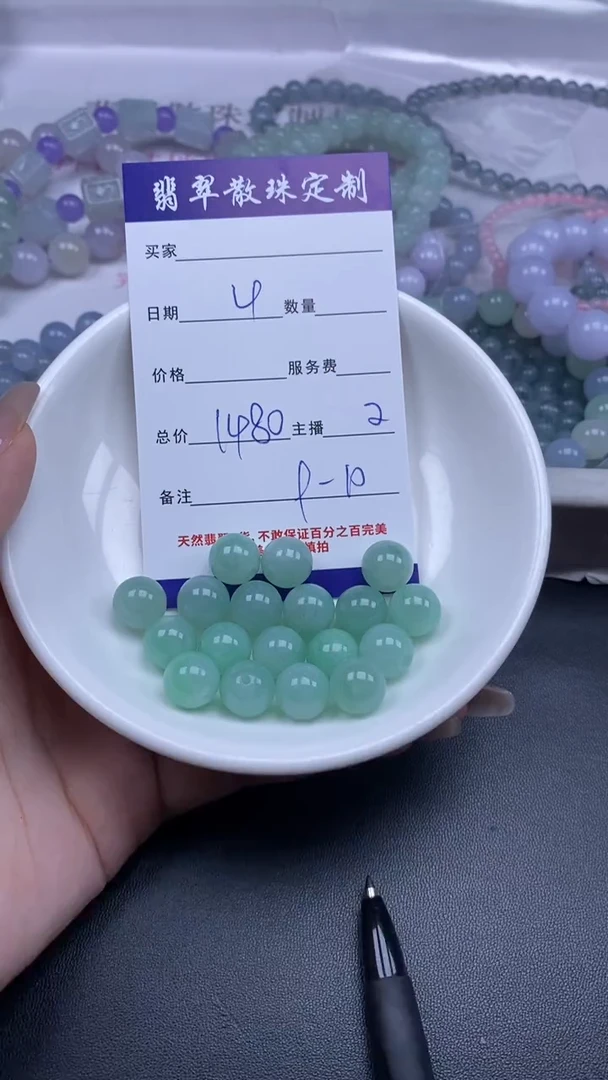 翡翠散珠定制
买家
日期 4 数量
价格 服务费
总价 1480 主播 2
备注 P-10
天然翡翠 不敢保证百分之百完美
慎拍